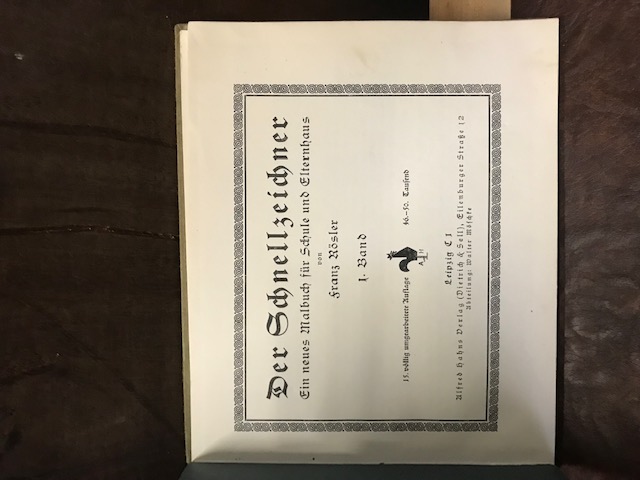 Der Schnellzeichner
Ein neues Malbuch für Schule und Elternhaus
von
Franz Rösler
1. Band
15. völlig umgearbeitete Auflage 46.–50. Tausend
A H
Leipzig C 1
Alfred Hahns Verlag (Dietrich & Sell), Eilenburger Straße 12
Abteilung: Walter Möschke